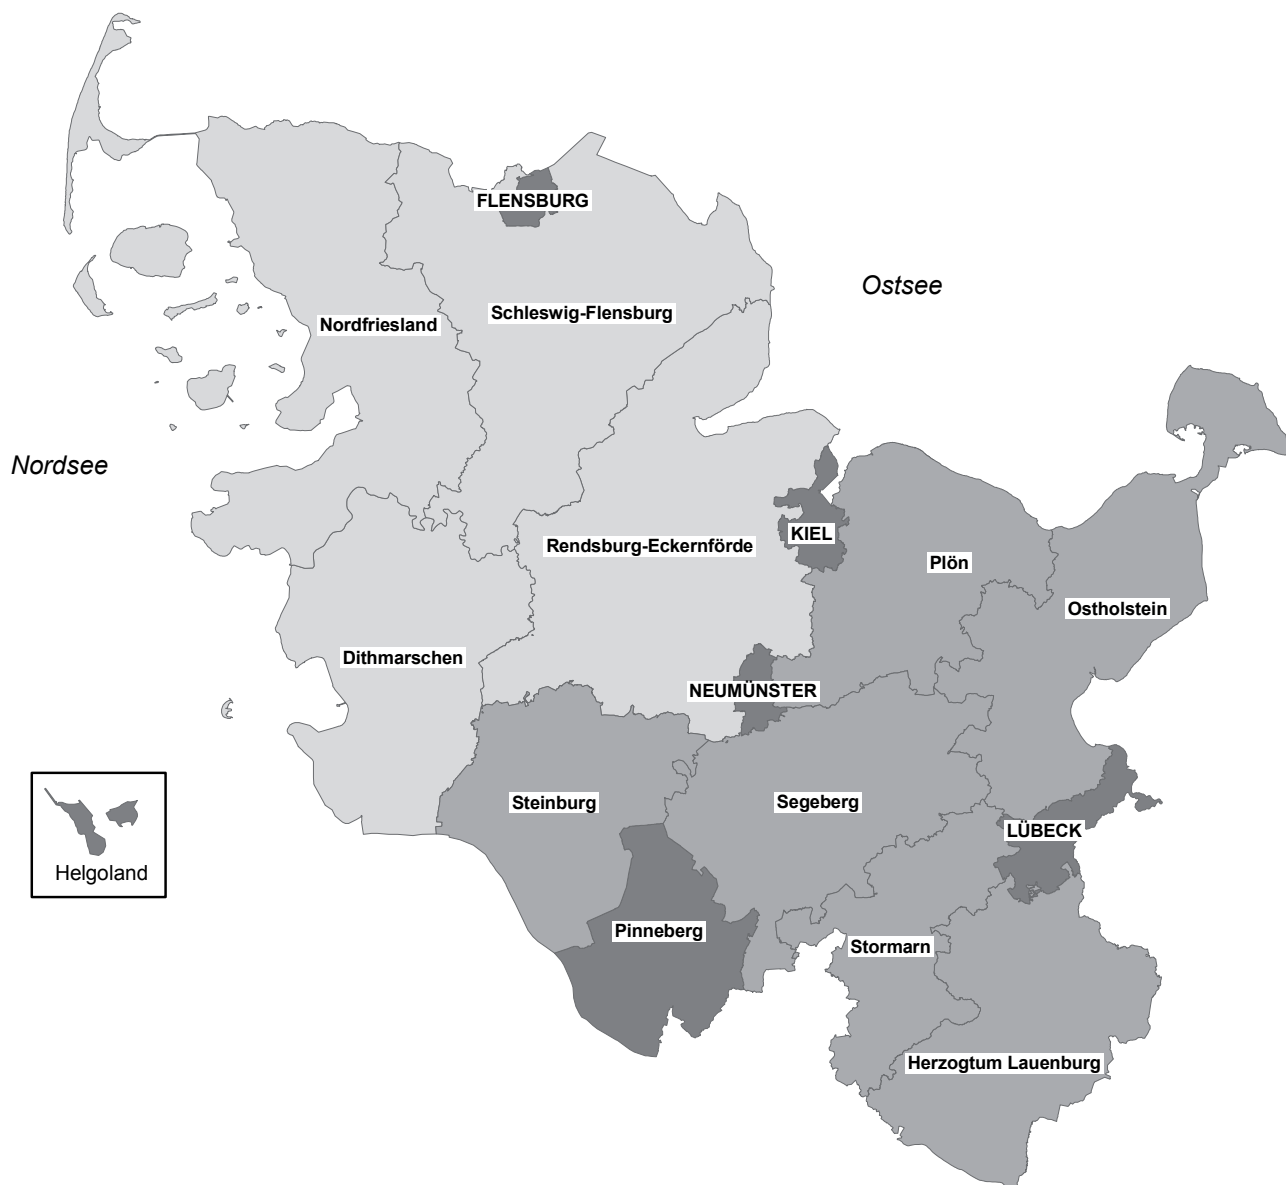 FLENSBURG
Ostsee
Schleswig-Flensburg
Nordfriesland
Nordsee
KIEL
Rendsburg-Eckernförde
Plön
Ostholstein
Dithmarschen
NEUMÜNSTER
Steinburg
Segeberg
LÜBECK
Helgoland
Pinneberg
Stormarn
Herzogtum Lauenburg